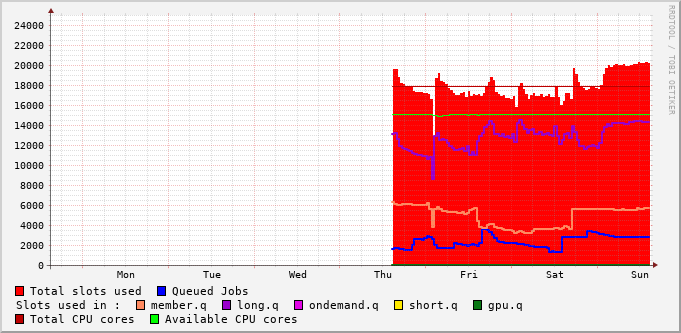 RRDTOOL / TOBI OETIKER
24000
22000
20000
18000
16000
14000
12000
10000
8000
6000
4000
2000
0
Mon Tue Wed Thu Fri Sat Sun
Total slots used Queued Jobs
Slots used in : member.q long.q ondemand.q short.q gpu.q
Total CPU cores Available CPU cores